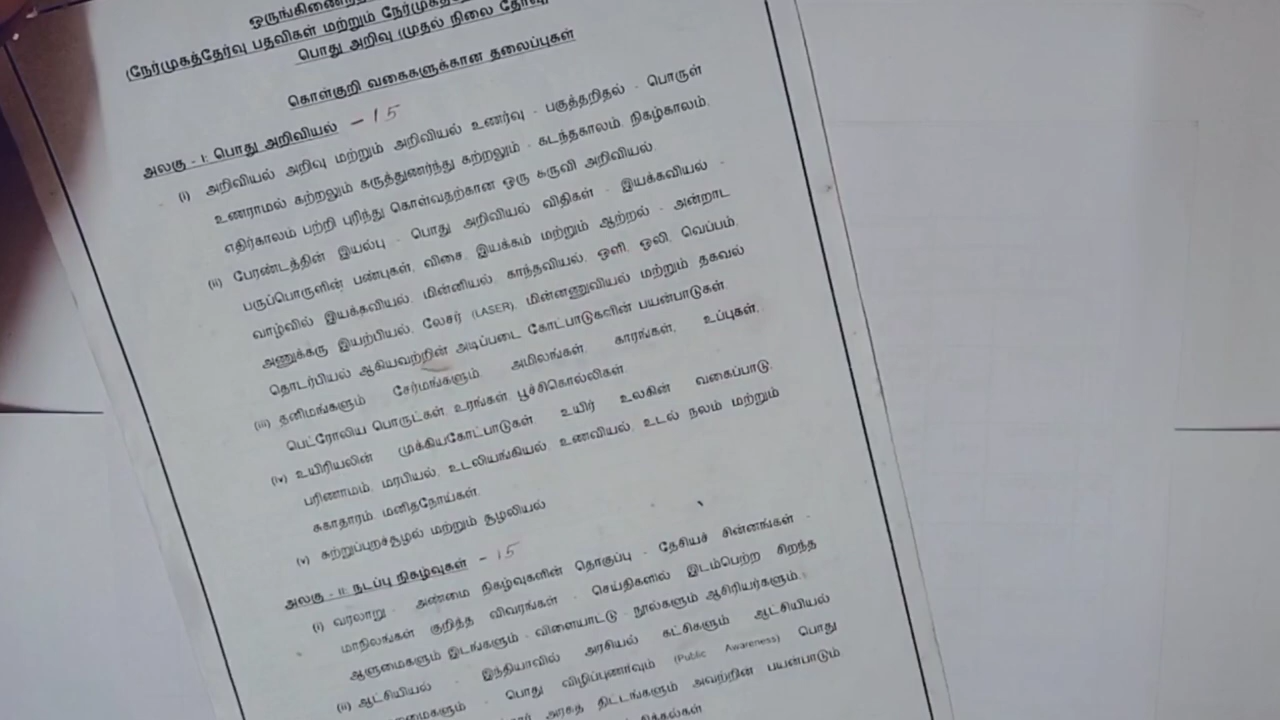 ஒருங்கிணைந்த
(நேர்முகத்தேர்வு பதவிகள் மற்றும்
பொது அறிவு (முதல் நிலை தேர்வு)
கொள்குறி வகைகளுக்கான தலைப்புகள்
அலகு - I: பொது அறிவியல் - 15
(i) அறிவியல் அறிவு மற்றும் அறிவியல் உணர்வு - பகுத்தறிதல் - பொருள்
உணராமல் கற்றலும் கருத்துணர்ந்து கற்றலும் - கடந்தகாலம், நிகழ்காலம்,
எதிர்காலம் பற்றி புரிந்து கொள்வதற்கான ஒரு கருவி அறிவியல்.
(ii) பேரண்டத்தின் இயல்பு - பொது அறிவியல் விதிகள் - இயக்கவியல் -
பருப்பொருளின் பண்புகள், விசை, இயக்கம் மற்றும் ஆற்றல் - அன்றாட
வாழ்வில் இயக்கவியல், மின்னியல், காந்தவியல், ஒளி, ஒலி, வெப்பம்,
அணுக்கரு இயற்பியல், லேசர் (LASER), மின்னணுவியல் மற்றும் தகவல்
தொடர்பியல் ஆகியவற்றின் அடிப்படை கோட்பாடுகளின் பயன்பாடுகள்.
(iii) தனிமங்களும் சேர்மங்களும், அமிலங்கள், காரங்கள், உப்புகள்,
பெட்ரோலிய பொருட்கள், உரங்கள், பூச்சிகொல்லிகள்.
(iv) உயிரியலின் முக்கியகோட்பாடுகள், உயிர் உலகின் வகைப்பாடு,
பரிணாமம், மரபியல், உடலியங்கியல், உணவியல், உடல் நலம் மற்றும்
சுகாதாரம், மனிதநோய்கள்.
(v) சுற்றுப்புறச்சூழல் மற்றும் சூழலியல்
அலகு - II: நடப்பு நிகழ்வுகள் - 15
(i) வரலாறு - அண்மை நிகழ்வுகளின் தொகுப்பு - தேசியச் சின்னங்கள் -
மாநிலங்கள் குறித்த விவரங்கள் - செய்திகளில் இடம்பெற்ற சிறந்த
ஆளுமைகளும் இடங்களும் - விளையாட்டு - நூல்களும் ஆசிரியர்களும்.
(ii) ஆட்சியியல் - இந்தியாவில் அரசியல் கட்சிகளும் ஆட்சியியல்
பொது விழிப்புணர்வும் (Public Awareness) பொது
அரசுத் திட்டங்களும் அவற்றின் பயன்பாடும்